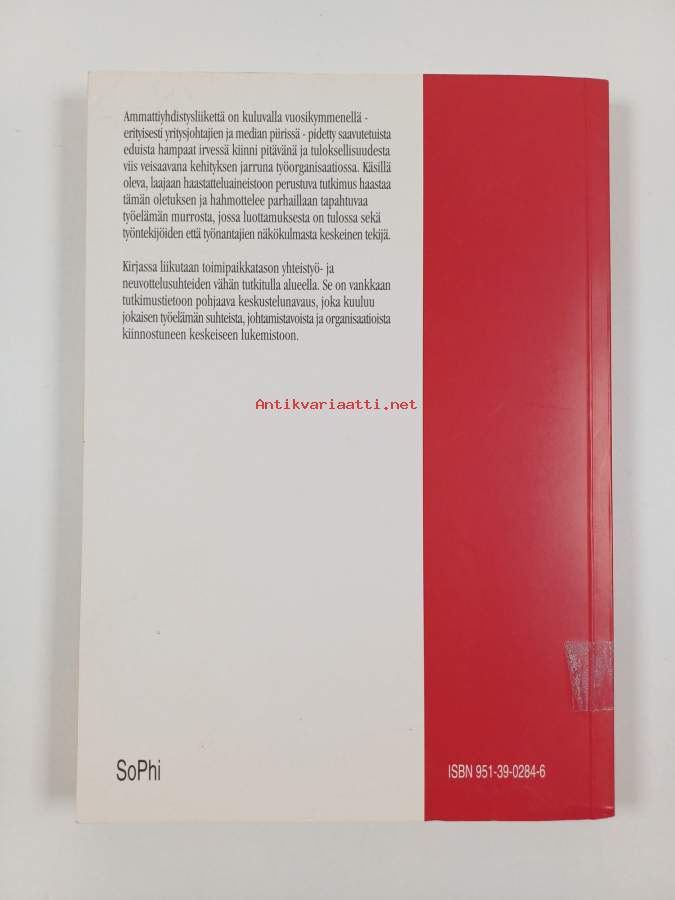 Ammattiyhdistysliikettä on kuluvalla vuosikymmenellä -
erityisesti yritysjohtajien ja median piirissä - pidetty saavutetuista
eduista hampaat irvessä kiinni pitävänä ja tuloksellisuudesta
viis veisaavana kehityksen jarruna työorganisaatiossa. Käsillä
oleva, laajaan haastatteluaineistoon perustuva tutkimus haastaa
tämän oletuksen ja hahmottelee parhaillaan tapahtuvaa
työelämän murrosta, jossa luottamuksesta on tulossa sekä
työntekijöiden että työnantajien näkökulmasta keskeinen tekijä.
Kirjassa liikutaan toimipaikkatason yhteistyö- ja
neuvottelusuhteiden vähän tutkitulla alueella. Se on vankkaan
tutkimustietoon pohjaava keskustelunavaus, joka kuuluu
jokaisen työelämän suhteista, johtamistavoista ja organisaatioista
kiinnostuneen keskeiseen lukemistoon.
Antikvariaatti.net
SoPhi
ISBN 951-39-0284-6